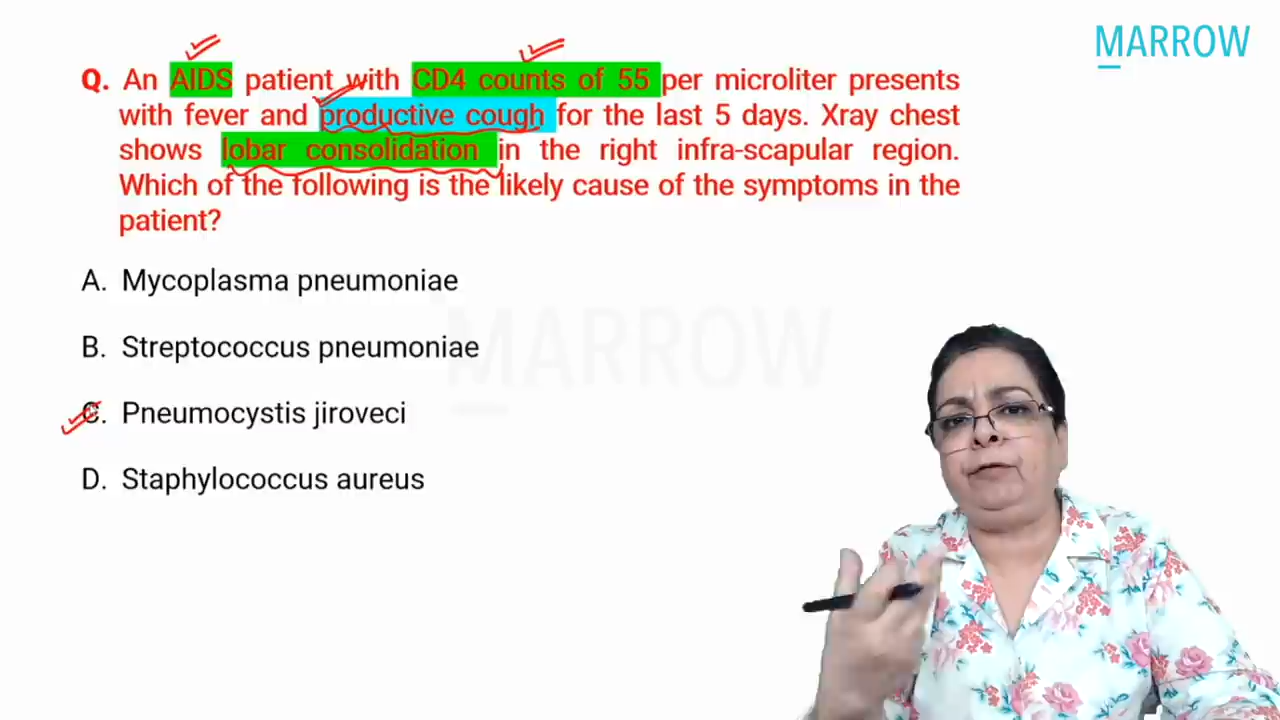 MARROW
Q. An AIDS patient with CD4 counts of 55 per microliter presents
with fever and productive cough for the last 5 days. Xray chest
shows lobar consolidation in the right infra-scapular region.
Which of the following is the likely cause of the symptoms in the
patient?
A. Mycoplasma pneumoniae
B. Streptococcus pneumoniae
C. Pneumocystis jiroveci
D. Staphylococcus aureus
MARROW